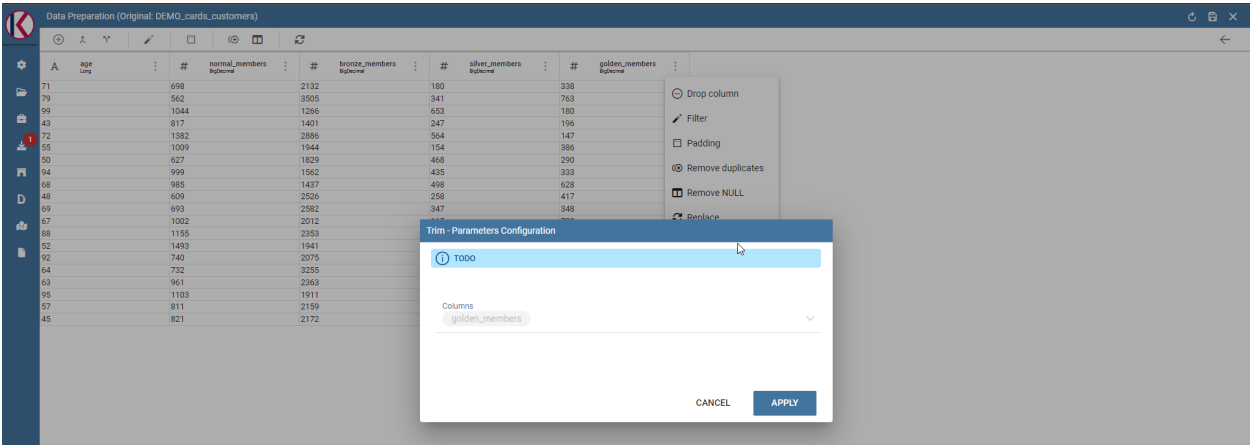 Data Preparation (Original: DEMO_cards_customers)
A age Long # normal_members BigDecimal # bronze_members BigDecimal # silver_members BigDecimal # golden_members BigDecimal
71 698 2132 180 338
79 562 3505 341 763
99 1044 1266 653 180
43 817 1401 247 196
72 1382 2886 564 147
55 1009 1944 154 386
50 627 1829 468 290
94 999 1562 435 333
68 985 1437 498 628
48 609 2526 258 417
69 693 2582 347 348
67 1002 2012
88 1155 2353
52 1493 1941
92 740 2075
64 732 3255
63 961 2363
95 1103 1911
57 811 2159
45 821 2172
1
D
Drop column
Filter
Padding
Remove duplicates
Remove NULL
Replace
Trim - Parameters Configuration
TODO
Columns
golden_members
CANCEL APPLY